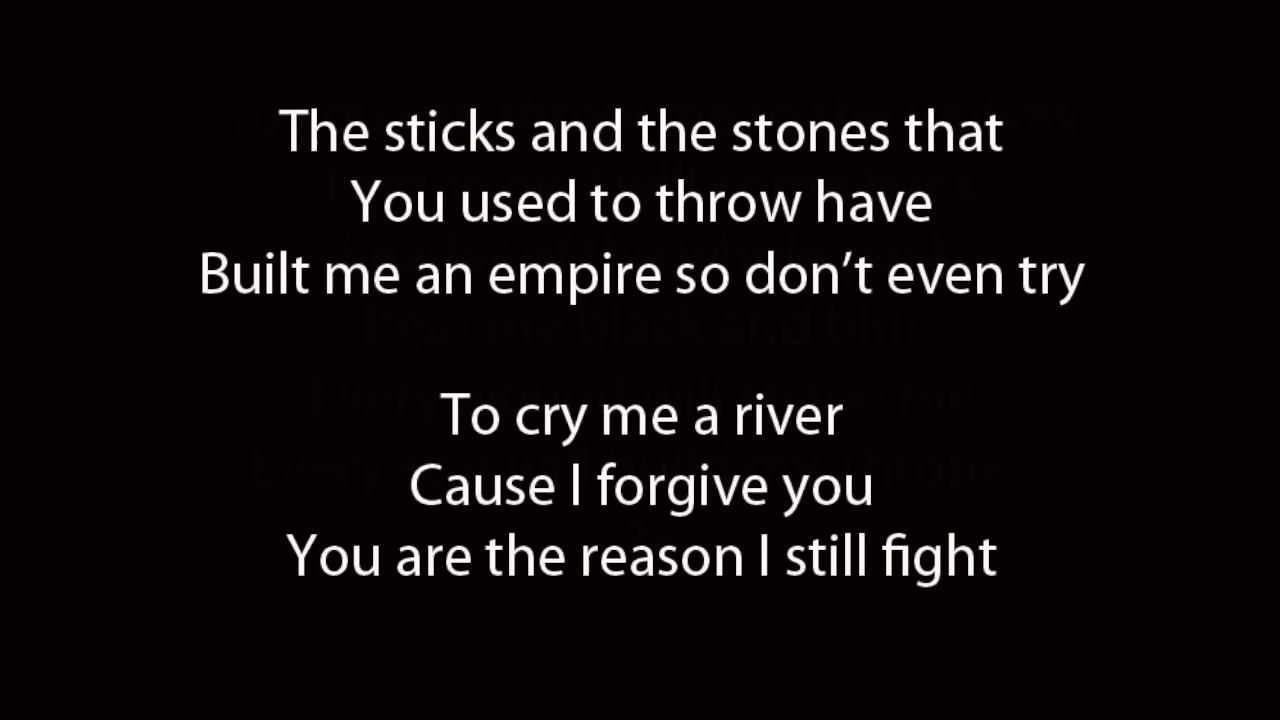 The sticks and the stones that
You used to throw have
Built me an empire so don’t even try
To cry me a river
Cause I forgive you
You are the reason I still fight